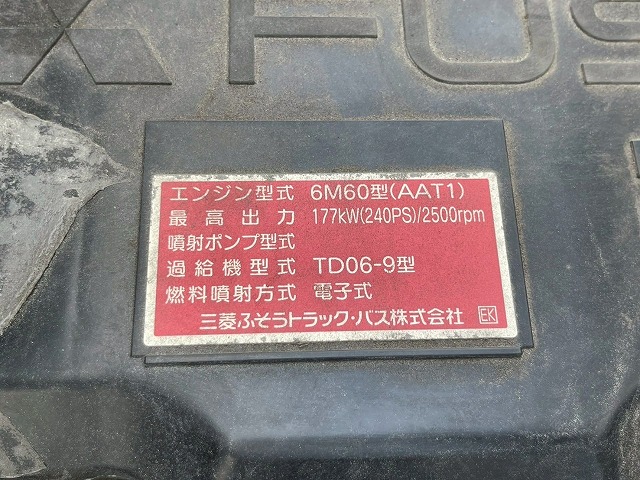 FUS
エンジン型式 6M60型(AAT1)
最高出力 177kW(240PS)/2500rpm
噴射ポンプ型式
過給機型式 TD06-9型
燃料噴射方式 電子式
三菱ふそうトラック・バス株式会社 EK